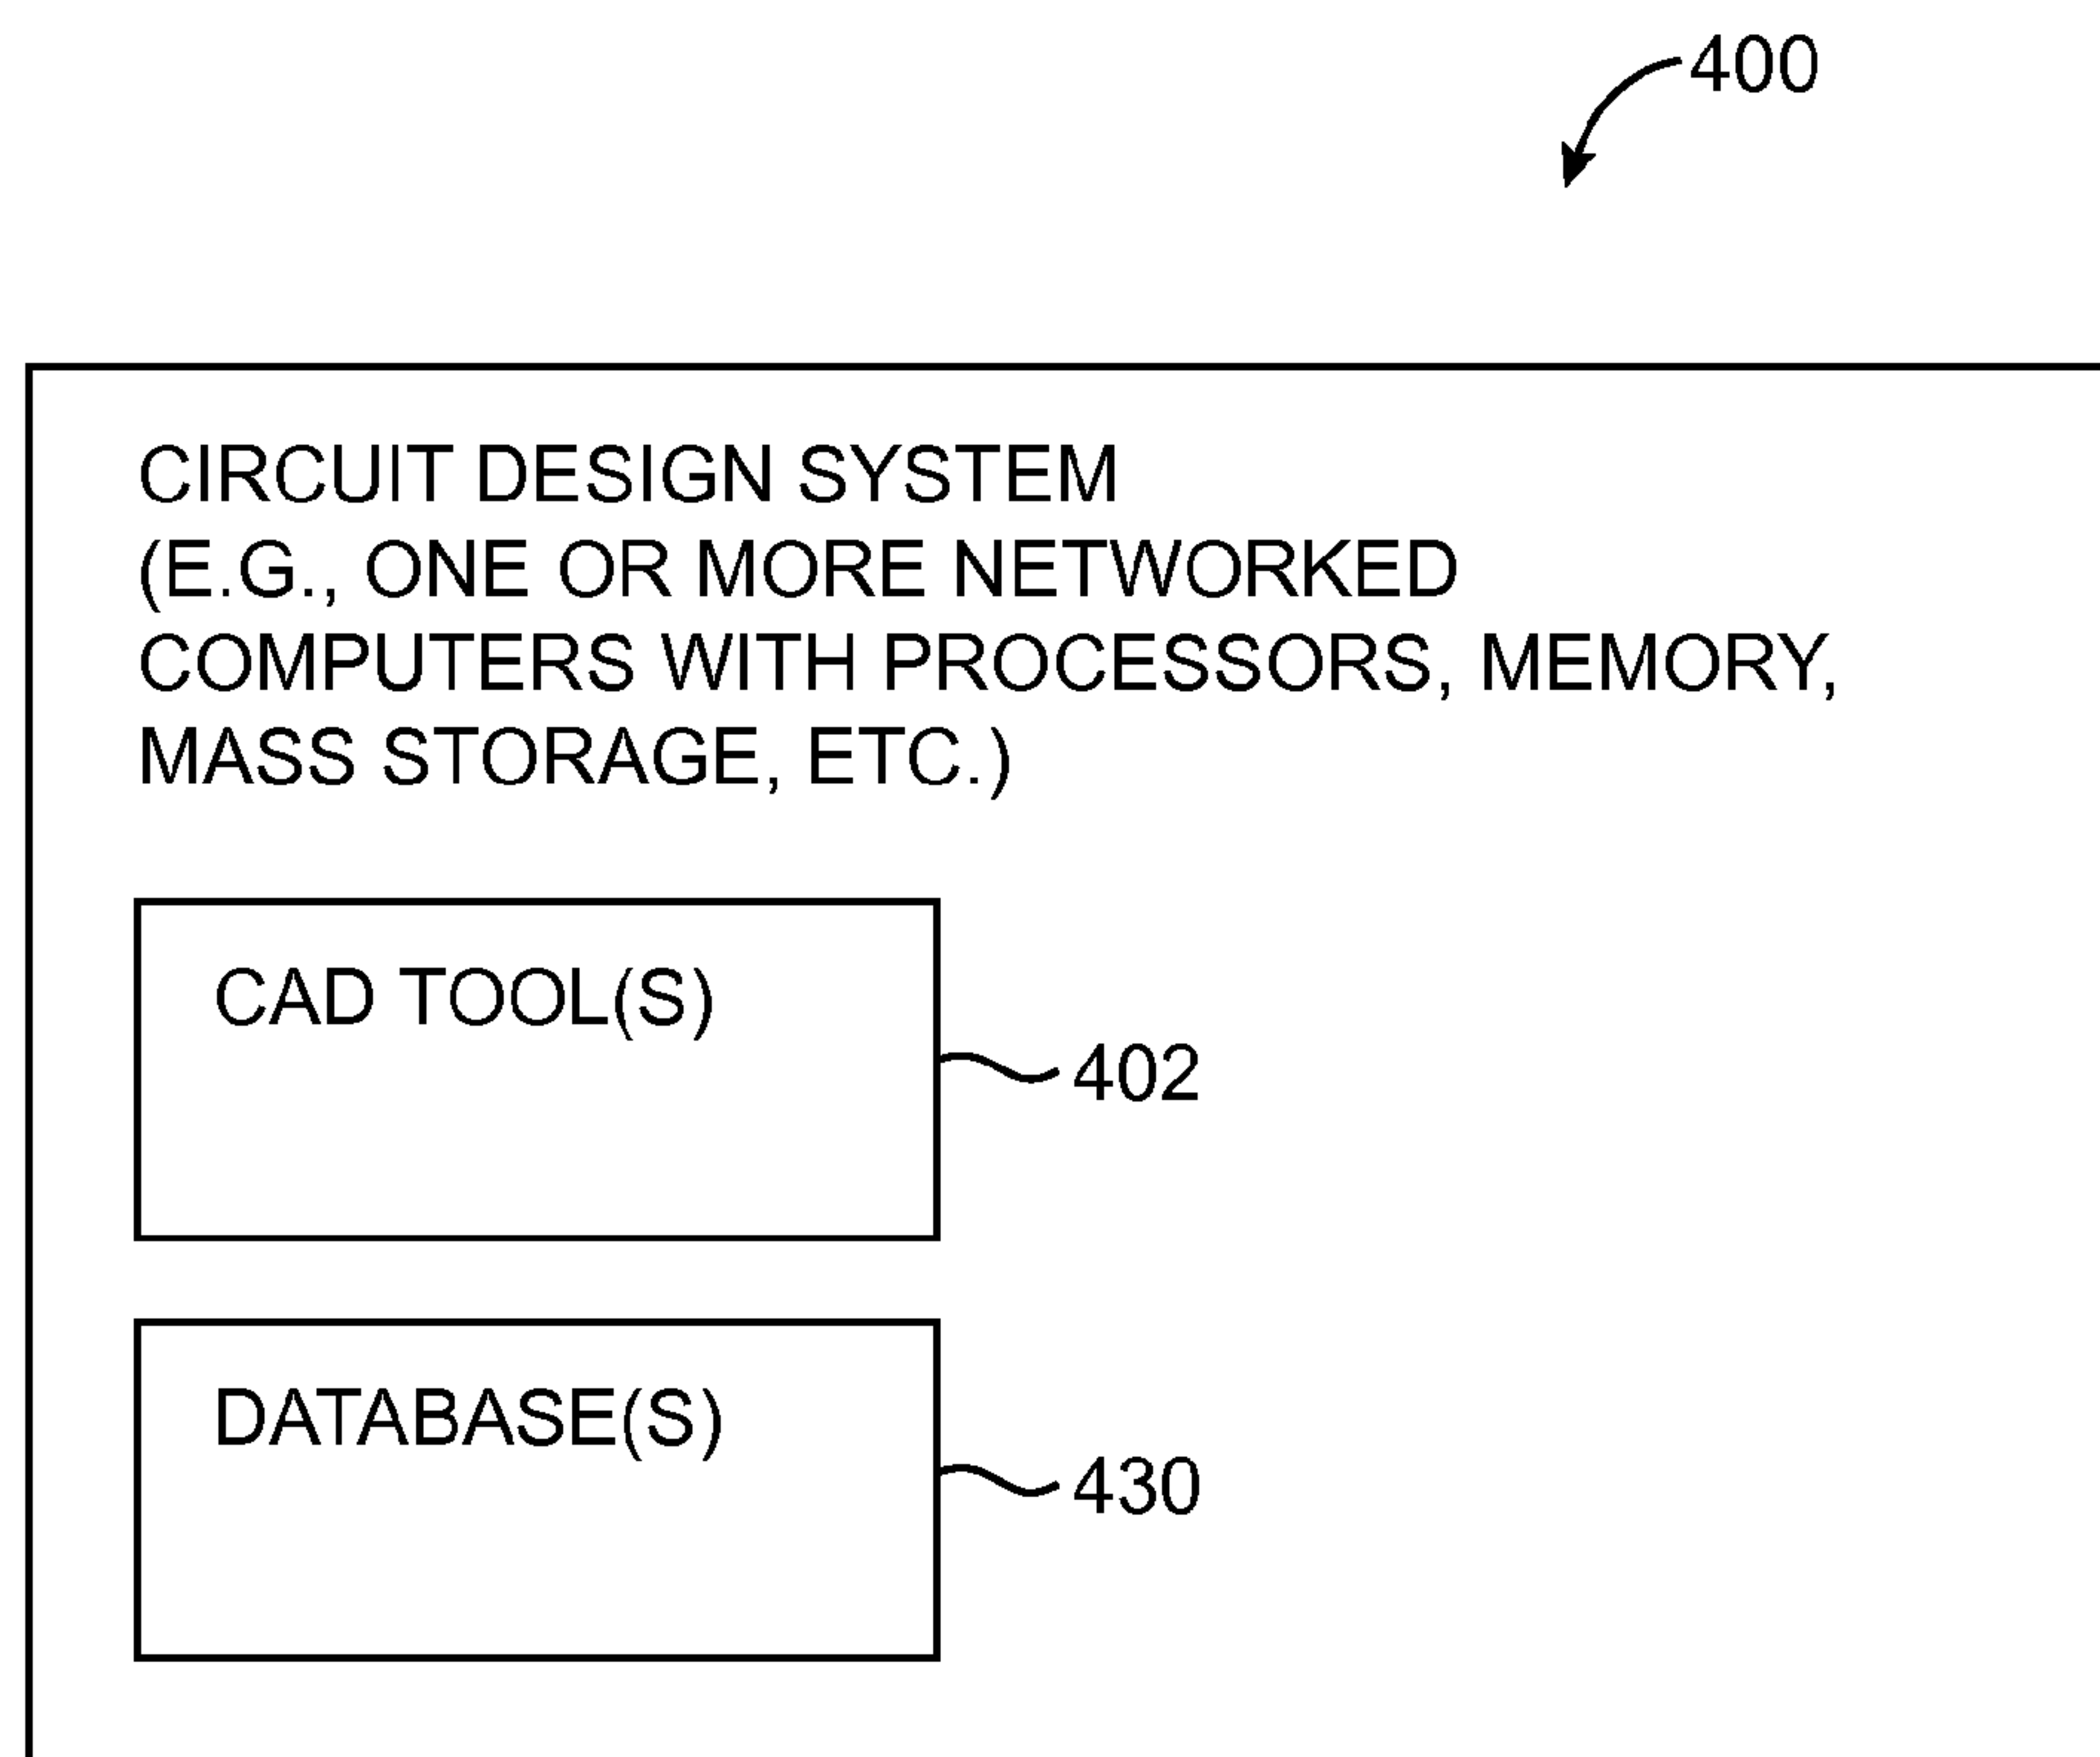 400
CIRCUIT DESIGN SYSTEM
(E.G., ONE OR MORE NETWORKED
COMPUTERS WITH PROCESSORS, MEMORY,
MASS STORAGE, ETC.)
CAD TOOL(S)
402
DATABASE(S)
430